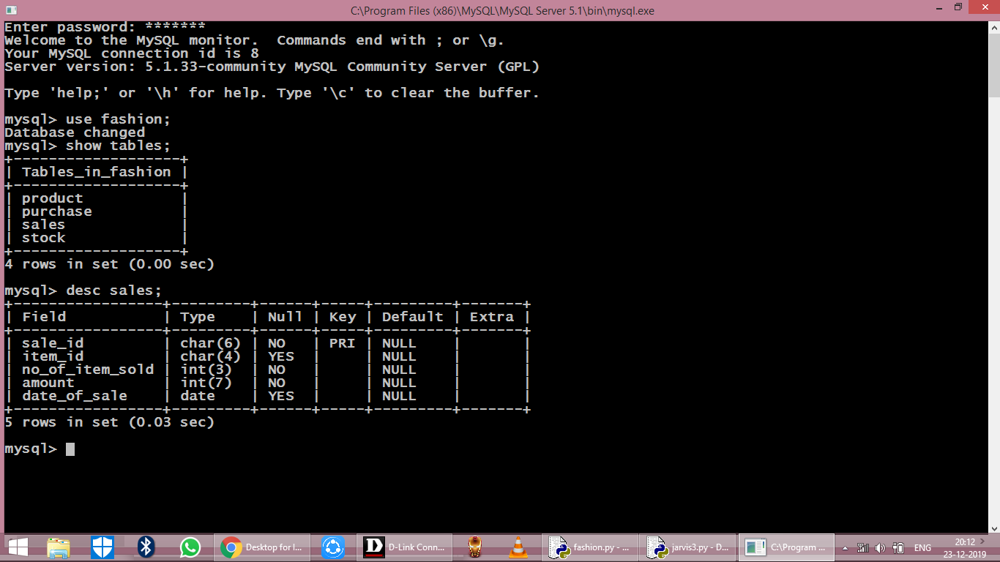 C:\Program Files (x86)\MySQL\MySQL Server 5.1\bin\mysql.exe
Enter password: *******
Welcome to the MySQL monitor.  Commands end with ; or \g.
Your MySQL connection id is 8
Server version: 5.1.33-community MySQL Community Server (GPL)
Type 'help;' or '\h' for help. Type '\c' to clear the buffer.
mysql> use fashion;
Database changed
mysql> show tables;
+-------------------+
| Tables_in_fashion |
+-------------------+
| product           |
| purchase          |
| sales             |
| stock             |
+-------------------+
4 rows in set (0.00 sec)
mysql> desc sales;
+-----------------+---------+------+-----+---------+-------+
| Field           | Type    | Null | Key | Default | Extra |
+-----------------+---------+------+-----+---------+-------+
| sale_id         | char(6) | NO   | PRI | NULL    |       |
| item_id         | char(4) | YES  |     | NULL    |       |
| no_of_item_sold | int(3)  | NO   |     | NULL    |       |
| amount          | int(7)  | NO   |     | NULL    |       |
| date_of_sale    | date    | YES  |     | NULL    |       |
+-----------------+---------+------+-----+---------+-------+
5 rows in set (0.03 sec)
mysql>
Desktop for l...
D D-Link Conn...
fashion.py - ...
jarvis3.py - D...
C:\Program ...
ENG
20:12
23-12-2019